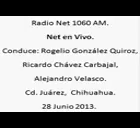 Radio Net 1060 AM.
Net en Vivo.
Conduce: Rogelio González Quiroz,
Ricardo Chávez Carbajal,
Alejandro Velasco.
Cd. Juárez, Chihuahua.
28 Junio 2013.